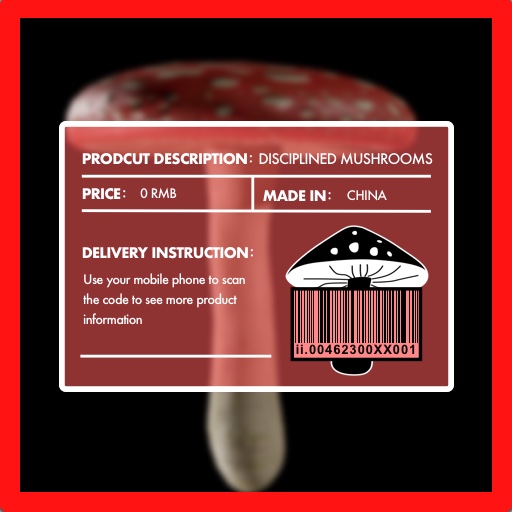 PRODCUT DESCRIPTION: DISCIPLINED MUSHROOMS
PRICE: 0 RMB
MADE IN: CHINA
DELIVERY INSTRUCTION:
Use your mobile phone to scan
the code to see more product
information
ii.00462300XX001